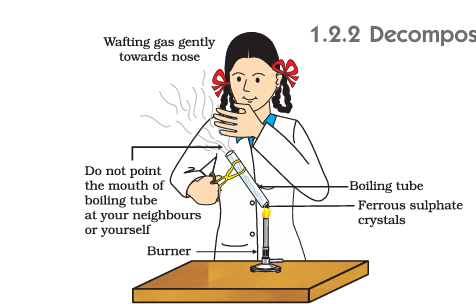 1.2.2 Decompos
Wafting gas gently
towards nose
Do not point
the mouth of
boiling tube
at your neighbours
or yourself
Boiling tube
Ferrous sulphate
crystals
Burner